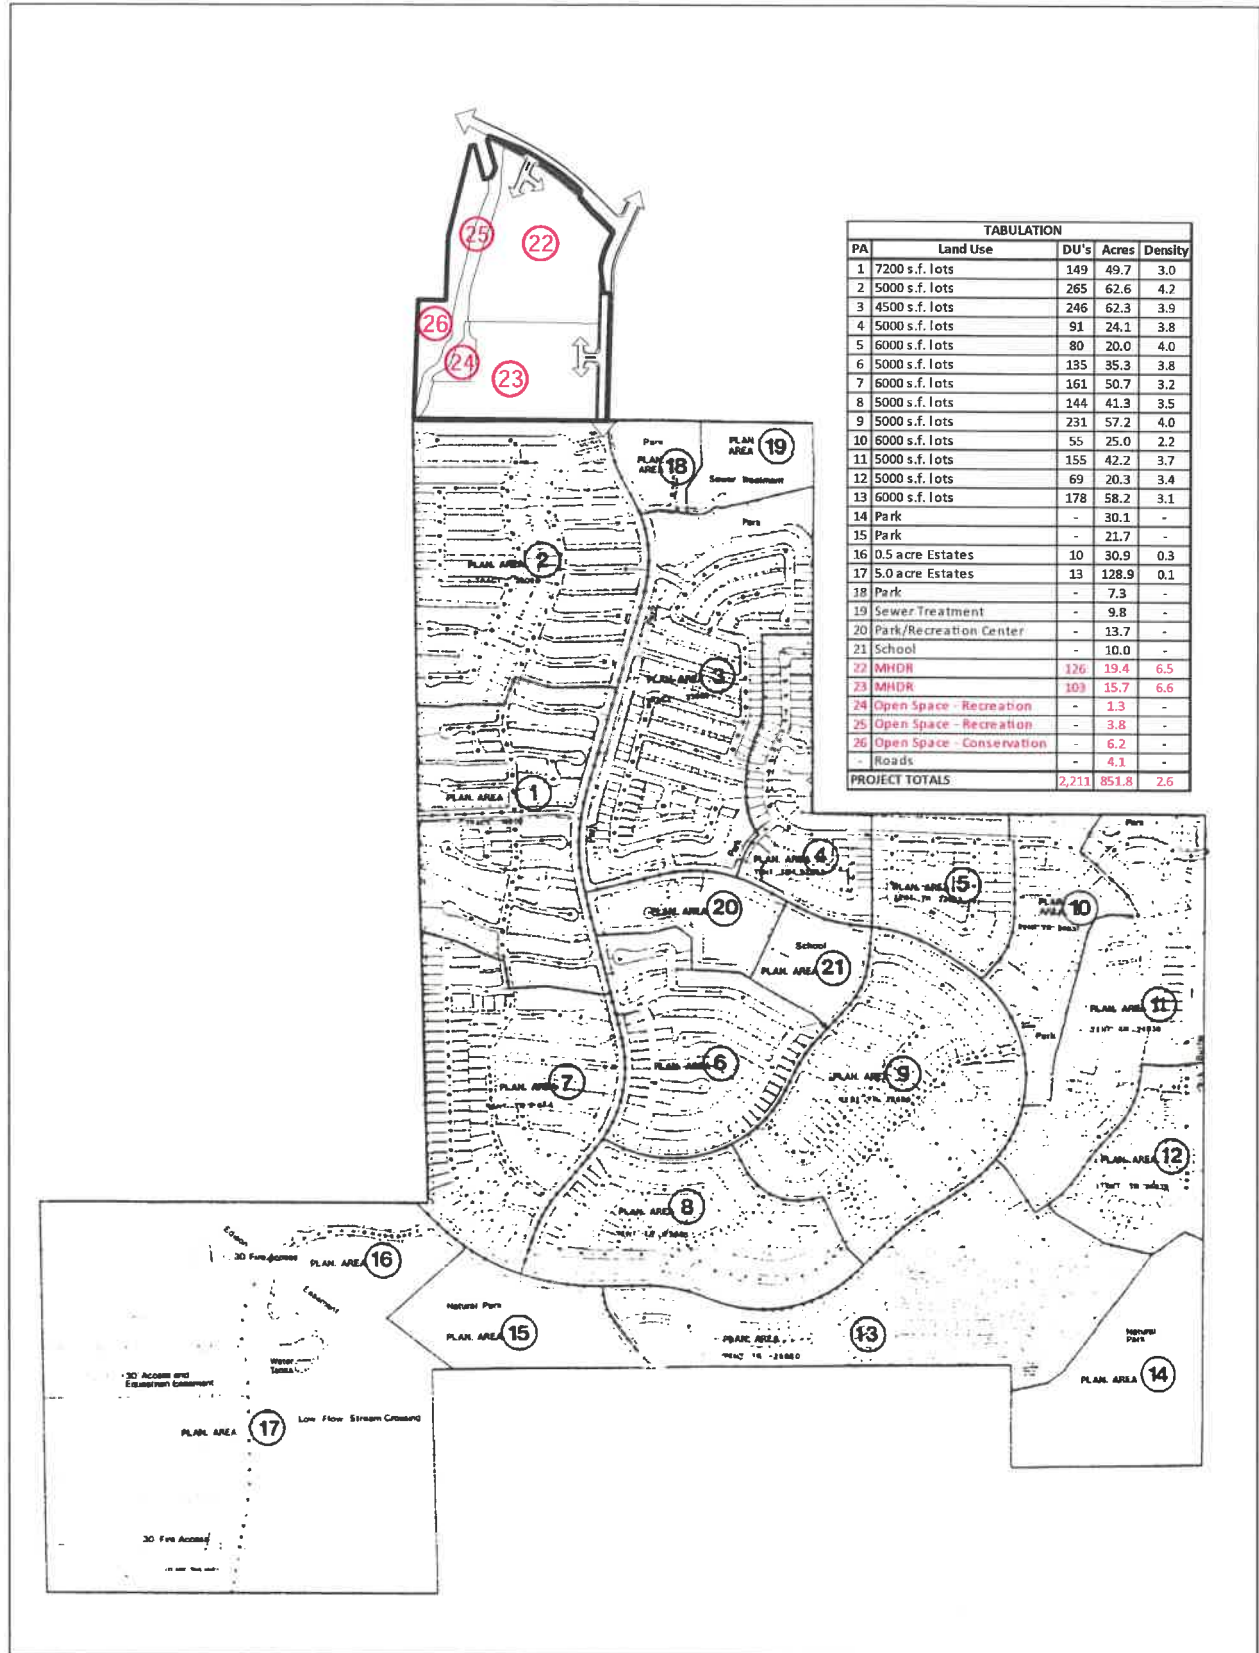 25
22
26
24
23
TABULATION
PA Land Use DU's Acres Density
1 7200 s.f. lots 149 49.7 3.0
2 5000 s.f. lots 265 62.6 4.2
3 4500 s.f. lots 246 62.3 3.9
4 5000 s.f. lots 91 24.1 3.8
5 6000 s.f. lots 80 20.0 4.0
6 5000 s.f. lots 135 35.3 3.8
7 6000 s.f. lots 161 50.7 3.2
8 5000 s.f. lots 144 41.3 3.5
9 5000 s.f. lots 231 57.2 4.0
10 6000 s.f. lots 55 25.0 2.2
11 5000 s.f. lots 155 42.2 3.7
12 5000 s.f. lots 69 20.3 3.4
13 6000 s.f. lots 178 58.2 3.1
14 Park - 30.1 -
15 Park - 21.7 -
16 0.5 acre Estates 10 30.9 0.3
17 5.0 acre Estates 13 128.9 0.1
18 Park - 7.3 -
19 Sewer Treatment - 9.8 -
20 Park/Recreation Center - 13.7 -
21 School - 10.0 -
22 MHDR 126 19.4 6.5
23 MHDR 103 15.7 6.6
24 Open Space - Recreation - 1.3 -
25 Open Space - Recreation - 3.8 -
26 Open Space - Conservation - 6.2 -
- Roads - 4.1 -
PROJECT TOTALS 2,211 851.8 2.6
Park
PLAN. AREA 18
PLAN AREA 19
Sewer Treatment
Park
PLAN. AREA 2
PLAN. AREA 3
PLAN. AREA 1
PLAN. AREA 4
PLAN. AREA 5
Park
PLAN. AREA 10
PLAN. AREA 20
School
PLAN. AREA 21
PLAN. AREA 11
Park
PLAN. AREA 6
PLAN. AREA 7
PLAN. AREA 9
PLAN. AREA 12
PLAN. AREA 8
Edison
30 Fire Access
PLAN. AREA 16
Easement
Natural Park
PLAN. AREA 15
PLAN. AREA 13
Natural
Park
PLAN. AREA 14
Water
Tanks
30 Access and
Equestrian Easement
PLAN. AREA 17
Low Flow Stream Crossing
30 Fire Access